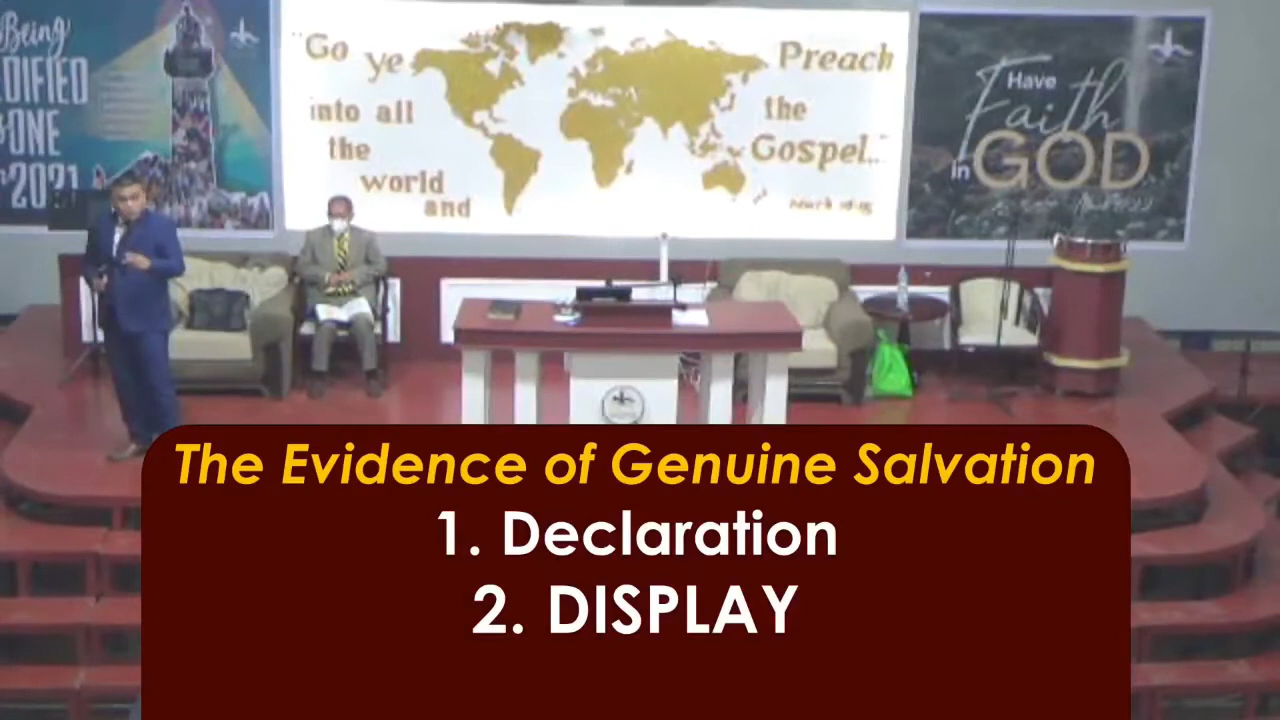 Being
EDIFIED
ONE
2021
"Go ye
into all
the
world
and
Preach
the
Gospel..."
Have
Faith
in GOD
The Evidence of Genuine Salvation
1. Declaration
2. DISPLAY